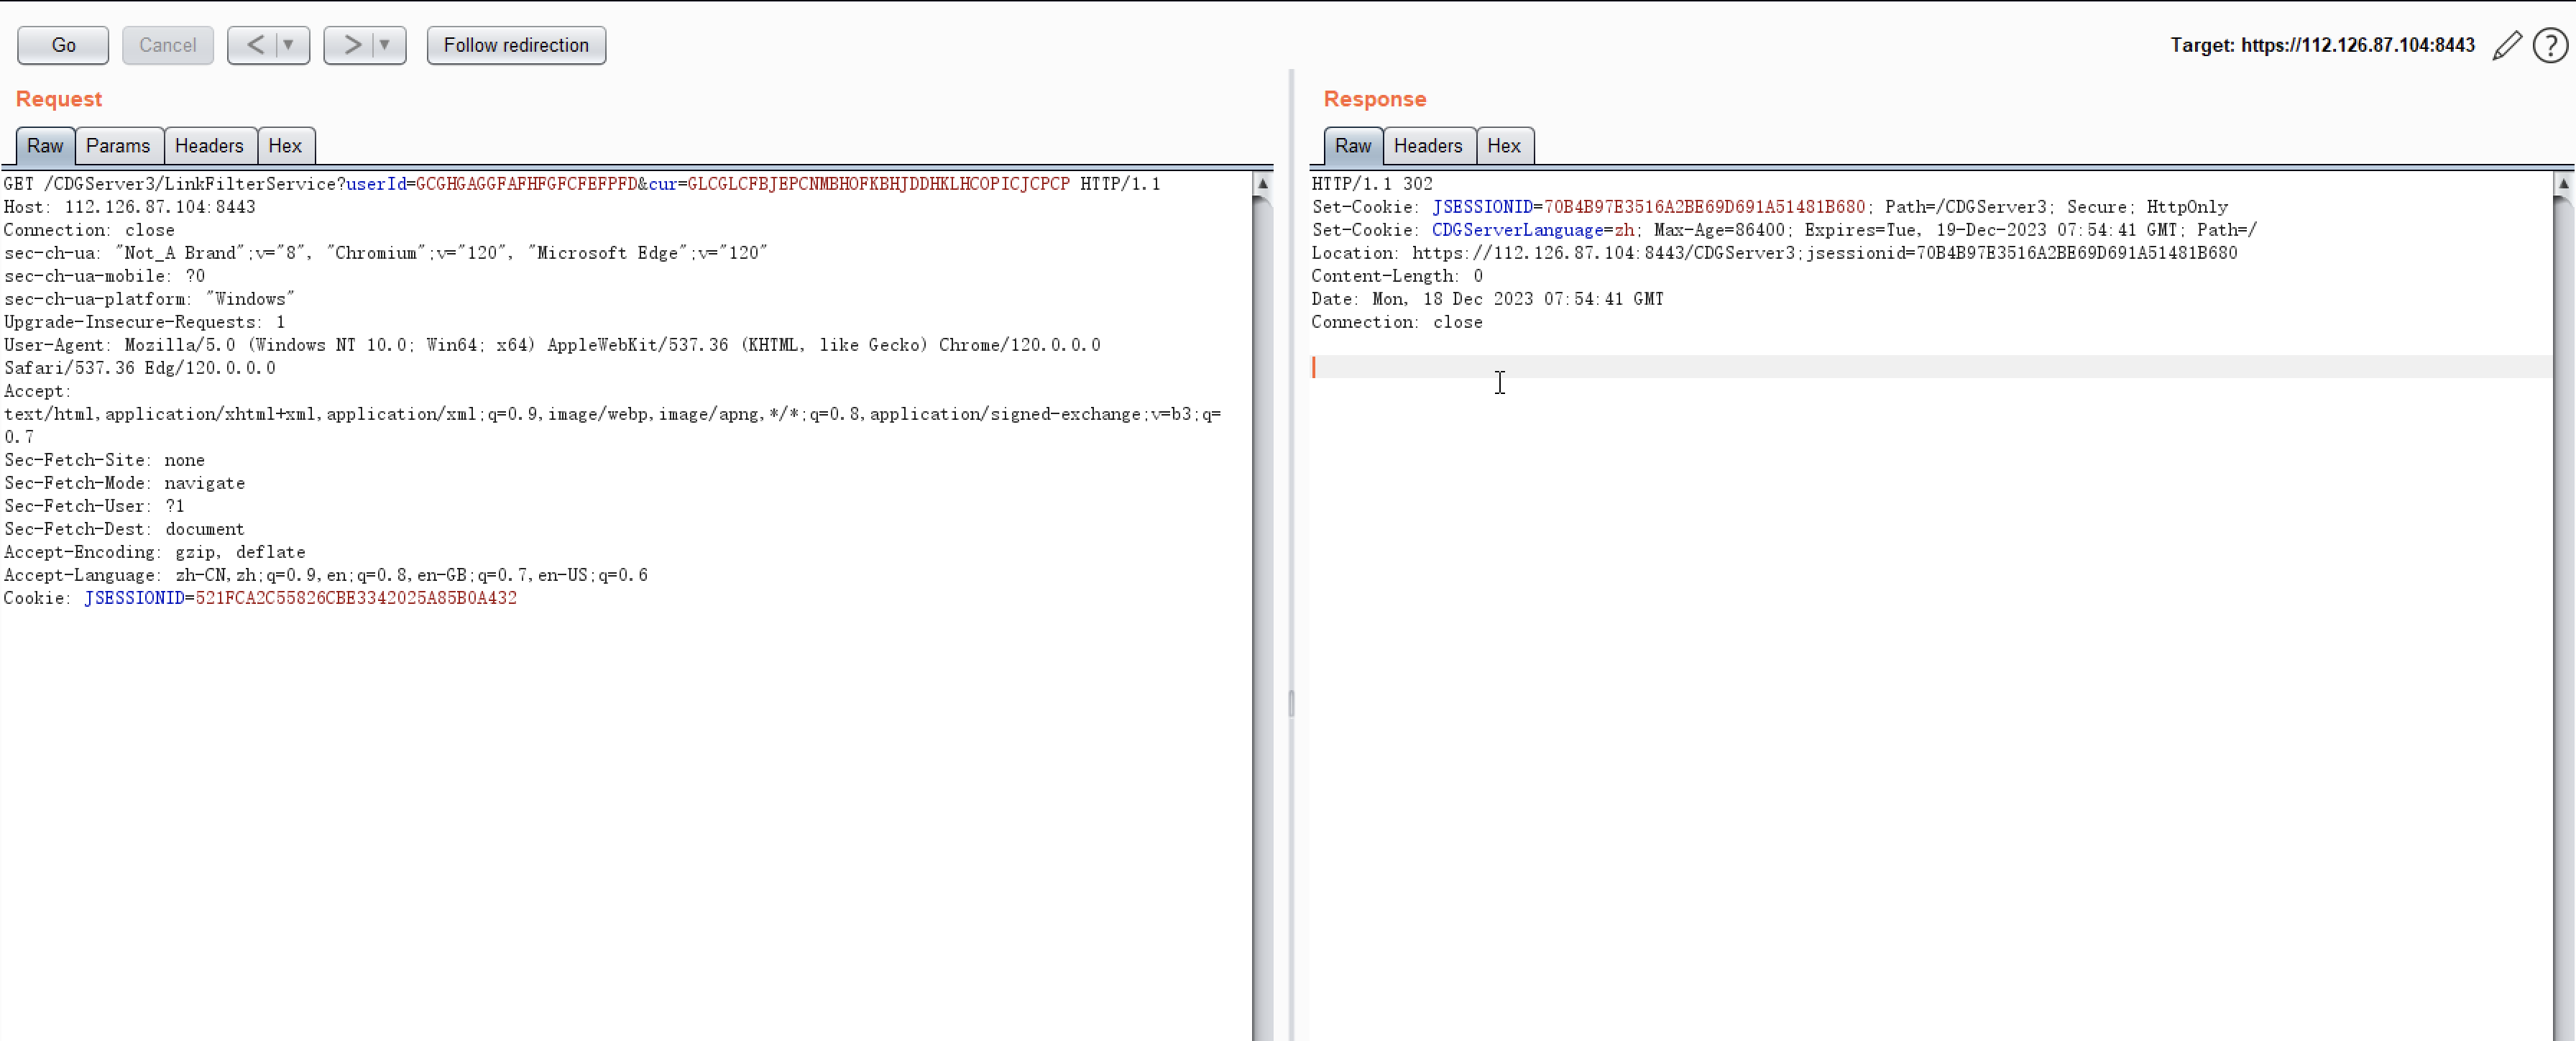 Go Cancel < ▼ > ▼ Follow redirection Target: https://112.126.87.104:8443 ?
Request
Raw Params Headers Hex
GET /CDGServer3/LinkFilterService?userId=GCGHGAGGFAFHFGFCFEFPFD&cur=GLCGLCFBJEPCNMBHOFKBHJDDHKLHCOPICJCPCP HTTP/1.1
Host: 112.126.87.104:8443
Connection: close
sec-ch-ua: "Not_A Brand";v="8", "Chromium";v="120", "Microsoft Edge";v="120"
sec-ch-ua-mobile: ?0
sec-ch-ua-platform: "Windows"
Upgrade-Insecure-Requests: 1
User-Agent: Mozilla/5.0 (Windows NT 10.0; Win64; x64) AppleWebKit/537.36 (KHTML, like Gecko) Chrome/120.0.0.0
Safari/537.36 Edg/120.0.0.0
Accept:
text/html,application/xhtml+xml,application/xml;q=0.9,image/webp,image/apng,*/*;q=0.8,application/signed-exchange;v=b3;q=
0.7
Sec-Fetch-Site: none
Sec-Fetch-Mode: navigate
Sec-Fetch-User: ?1
Sec-Fetch-Dest: document
Accept-Encoding: gzip, deflate
Accept-Language: zh-CN,zh;q=0.9,en;q=0.8,en-GB;q=0.7,en-US;q=0.6
Cookie: JSESSIONID=521FCA2C55826CBE3342025A85B0A432
Response
Raw Headers Hex
HTTP/1.1 302
Set-Cookie: JSESSIONID=70B4B97E3516A2BE69D691A51481B680; Path=/CDGServer3; Secure; HttpOnly
Set-Cookie: CDGServerLanguage=zh; Max-Age=86400; Expires=Tue, 19-Dec-2023 07:54:41 GMT; Path=/
Location: https://112.126.87.104:8443/CDGServer3;jsessionid=70B4B97E3516A2BE69D691A51481B680
Content-Length: 0
Date: Mon, 18 Dec 2023 07:54:41 GMT
Connection: close